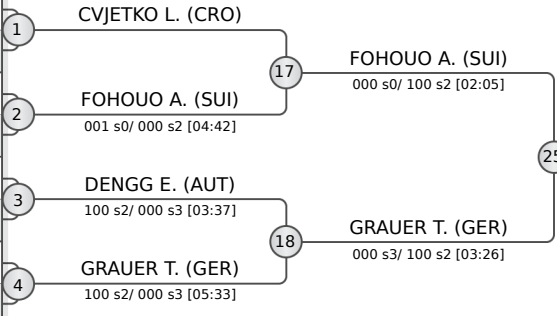 CVJETKO L. (CRO)
1
FOHOUO A. (SUI)
17
000 s0/ 100 s2 [02:05]
FOHOUO A. (SUI)
2
001 s0/ 000 s2 [04:42]
25
DENGG E. (AUT)
3
100 s2/ 000 s3 [03:37]
GRAUER T. (GER)
18
000 s3/ 100 s2 [03:26]
GRAUER T. (GER)
4
100 s2/ 000 s3 [05:33]